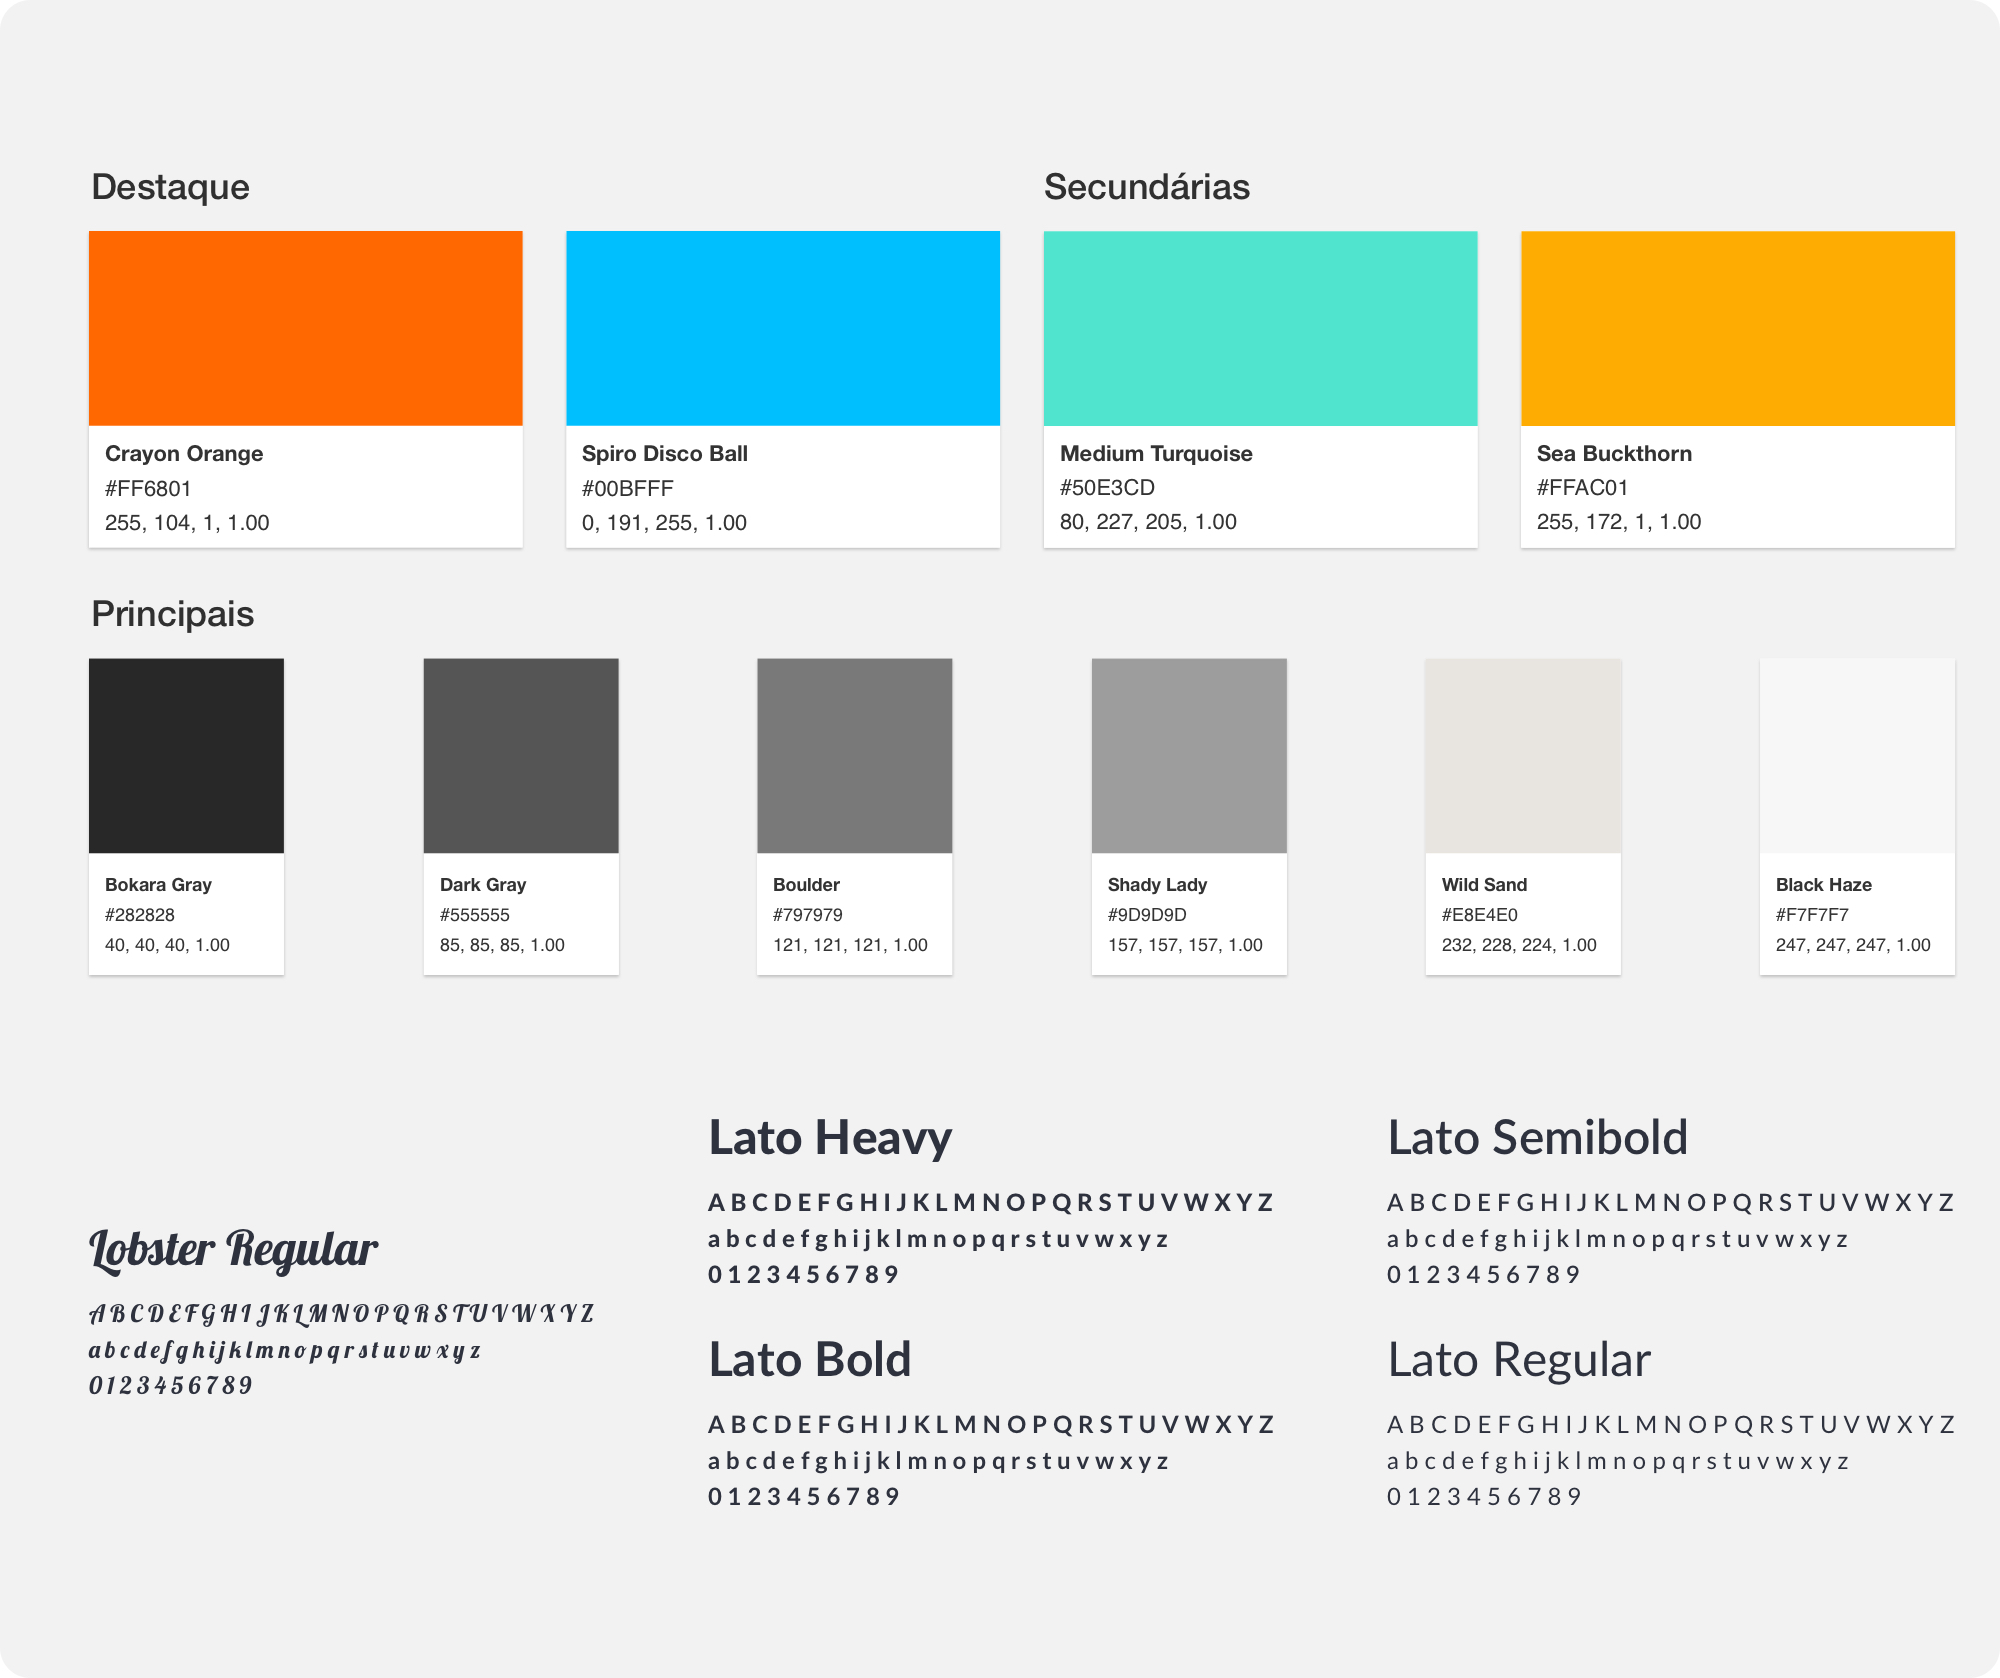 Destaque
Secundárias
Crayon Orange
#FF6801
255, 104, 1, 1.00
Spiro Disco Ball
#00BFFF
0, 191, 255, 1.00
Medium Turquoise
#50E3CD
80, 227, 205, 1.00
Sea Buckthorn
#FFAC01
255, 172, 1, 1.00
Principais
Bokara Gray
#282828
40, 40, 40, 1.00
Dark Gray
#555555
85, 85, 85, 1.00
Boulder
#797979
121, 121, 121, 1.00
Shady Lady
#9D9D9D
157, 157, 157, 1.00
Wild Sand
#E8E4E0
232, 228, 224, 1.00
Black Haze
#F7F7F7
247, 247, 247, 1.00
Lobster Regular
A B C D E F G H I J K L M N O P Q R S T U V W X Y Z
a b c d e f g h i j k l m n o p q r s t u v w x y z
0 1 2 3 4 5 6 7 8 9
Lato Heavy
A B C D E F G H I J K L M N O P Q R S T U V W X Y Z
a b c d e f g h i j k l m n o p q r s t u v w x y z
0 1 2 3 4 5 6 7 8 9
Lato Bold
A B C D E F G H I J K L M N O P Q R S T U V W X Y Z
a b c d e f g h i j k l m n o p q r s t u v w x y z
0 1 2 3 4 5 6 7 8 9
Lato Semibold
A B C D E F G H I J K L M N O P Q R S T U V W X Y Z
a b c d e f g h i j k l m n o p q r s t u v w x y z
0 1 2 3 4 5 6 7 8 9
Lato Regular
A B C D E F G H I J K L M N O P Q R S T U V W X Y Z
a b c d e f g h i j k l m n o p q r s t u v w x y z
0 1 2 3 4 5 6 7 8 9